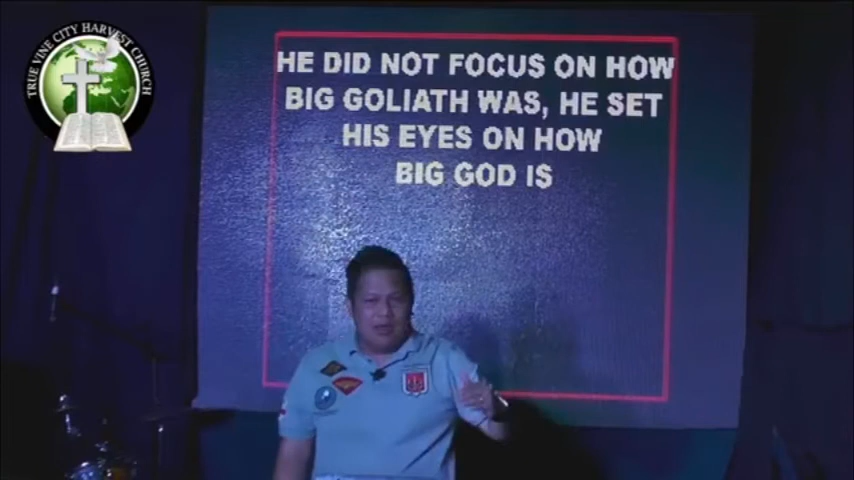 TRUE VINE CITY HARVEST CHURCH
HE DID NOT FOCUS ON HOW
BIG GOLIATH WAS, HE SET
HIS EYES ON HOW
BIG GOD IS